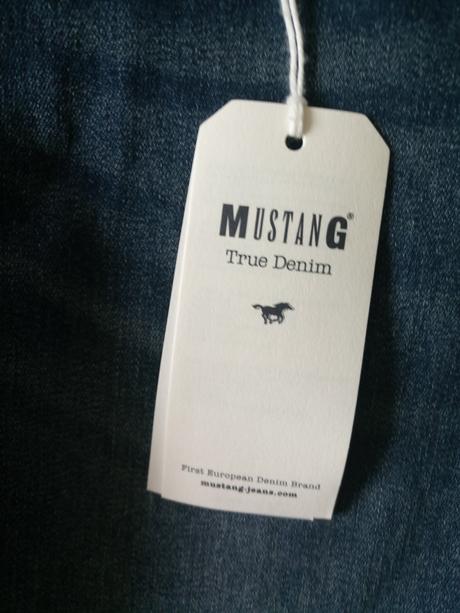 MUSTANG®
True Denim
First European Denim Brand
mustang-jeans.com